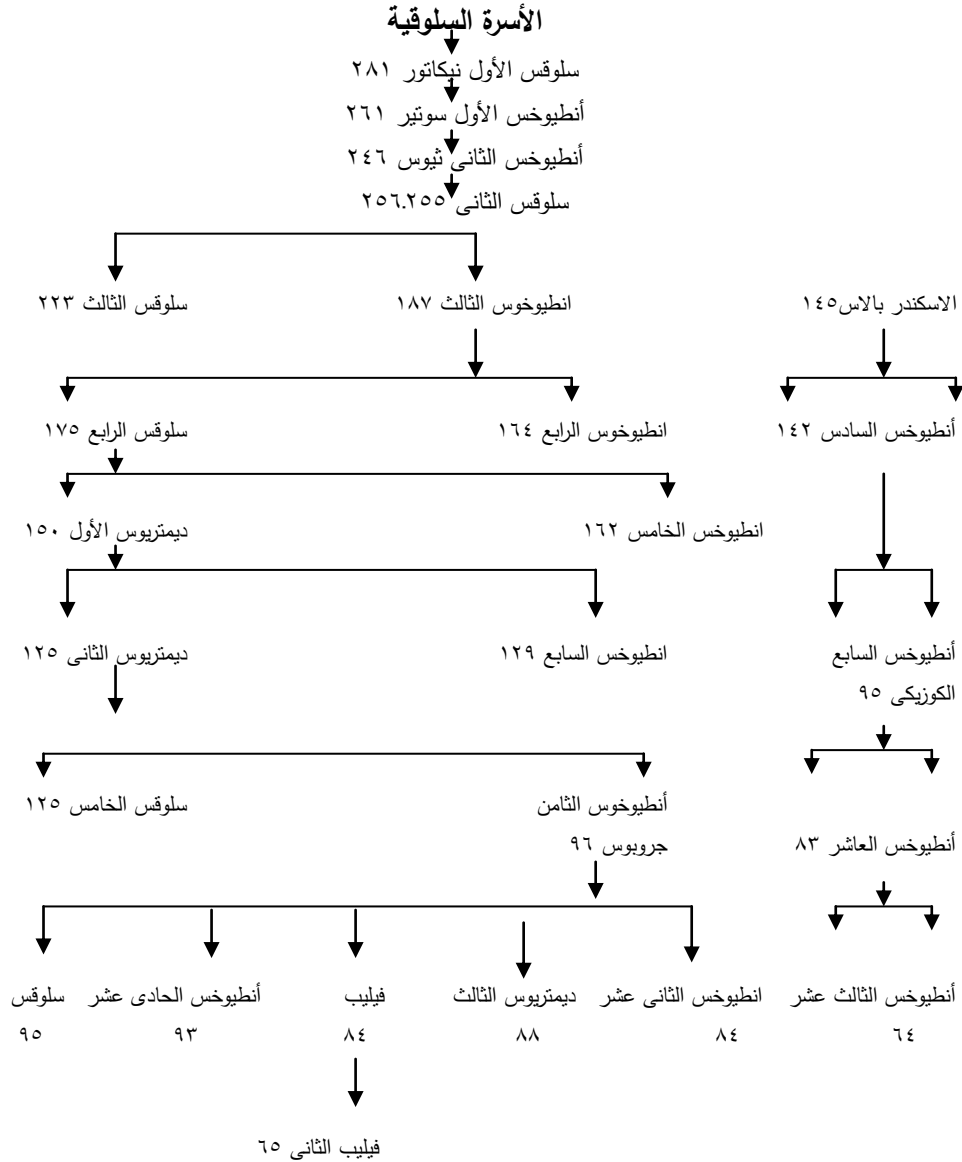 الأسرة السلوقية
سلوقس الأول نيكاتور ٢٨١
أنطيوخس الأول سوتير ٢٦١
أنطيوخس الثانى ثيوس ٢٤٦
سلوقس الثانى ٢٥٦.٢٥٥
الاسكندر بالاس١٤٥ انطيوخوس الثالث ١٨٧ سلوقس الثالث ٢٢٣
أنطيوخس السادس ١٤٢ انطيوخوس الرابع ١٦٤ سلوقس الرابع ١٧٥
انطيوخس الخامس ١٦٢ ديمتريوس الأول ١٥٠
أنطيوخس السابع انطيوخس السابع ١٢٩ ديمتريوس الثانى ١٢٥
الكوزيكى ٩٥
أنطيوخوس الثامن سلوقس الخامس ١٢٥
أنطيوخس العاشر ٨٣ جروبوس ٩٦
أنطيوخس الثالث عشر انطيوخس الثانى عشر ديمتريوس الثالث فيليب أنطيوخس الحادى عشر سلوقس
٦٤ ٨٤ ٨٨ ٨٤ ٩٣ ٩٥
فيليب الثانى ٦٥